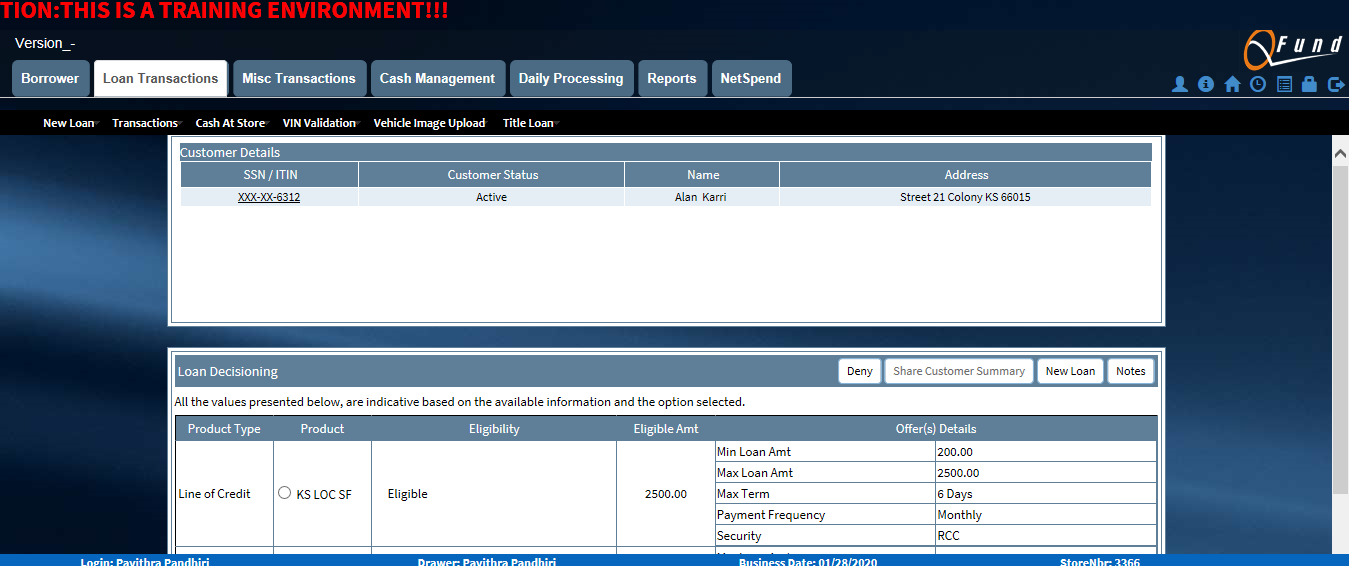 TION:THIS IS A TRAINING ENVIRONMENT!!!
Version_-
QFund
Borrower Loan Transactions Misc Transactions Cash Management Daily Processing Reports NetSpend
New Loan Transactions Cash At Store VIN Validation Vehicle Image Upload Title Loan
Customer Details
SSN / ITIN Customer Status Name Address
XXX-XX-6312 Active Alan Karri Street 21 Colony KS 66015
Loan Decisioning Deny Share Customer Summary New Loan Notes
All the values presented below, are indicative based on the available information and the option selected.
Product Type Product Eligibility Eligible Amt Offer(s) Details
Min Loan Amt 200.00
Max Loan Amt 2500.00
Line of Credit KS LOC SF Eligible 2500.00 Max Term 6 Days
Payment Frequency Monthly
Security RCC
Login: Pavithra Pandhiri Drawer: Pavithra Pandhiri Business Date: 01/28/2020 StoreNbr: 3366